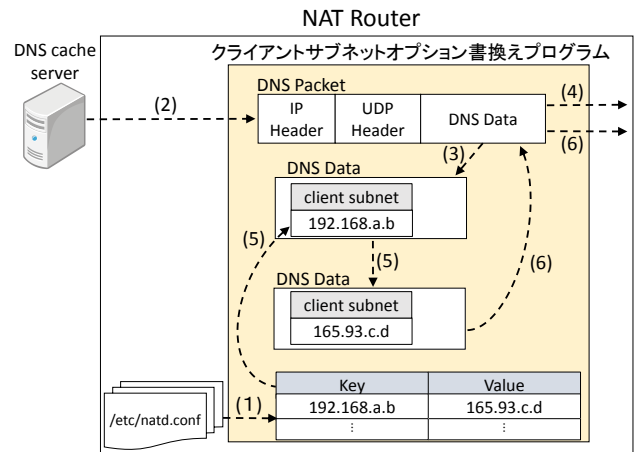 NAT Router
DNS cache
server
クライアントサブネットオプション書換えプログラム
DNS Packet
(2)
IP
Header
UDP
Header
DNS Data
(4)
(6)
(3)
DNS Data
client subnet
192.168.a.b
(5)
(5)
(6)
DNS Data
client subnet
165.93.c.d
/etc/natd.conf
(1)
Key
Value
192.168.a.b
165.93.c.d
⋮
⋮